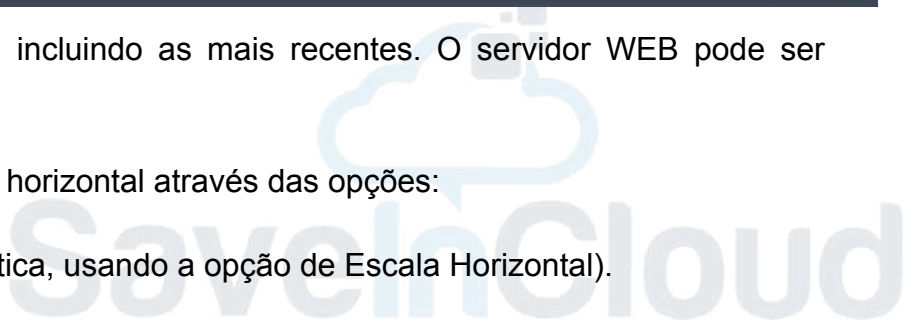 incluindo as mais recentes. O servidor WEB pode ser
horizontal através das opções:
tica, usando a opção de Escala Horizontal).
SaveInCloud